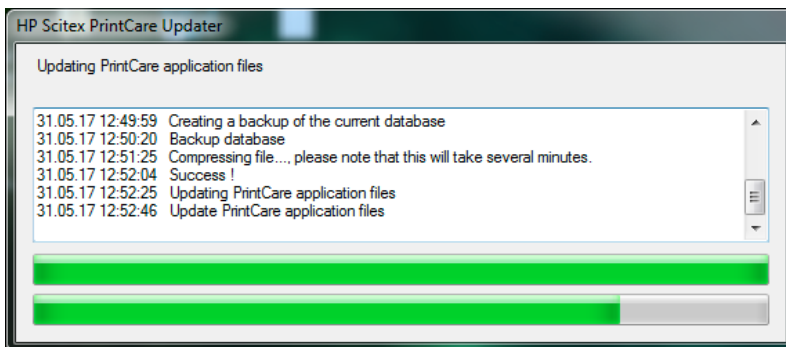 HP Scitex PrintCare Updater
Updating PrintCare application files
31.05.17 12:49:59 Creating a backup of the current database
31.05.17 12:50:20 Backup database
31.05.17 12:51:25 Compressing file..., please note that this will take several minutes.
31.05.17 12:52:04 Success !
31.05.17 12:52:25 Updating PrintCare application files
31.05.17 12:52:46 Update PrintCare application files